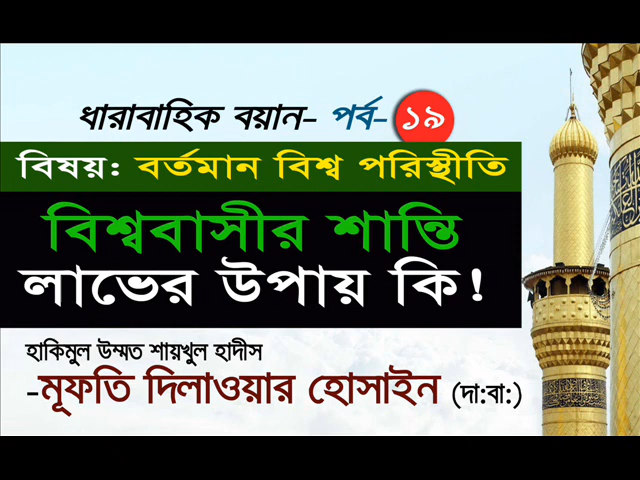 ধারাবাহিক বয়ান- পর্ব- ১৯
বিষয়: বর্তমান বিশ্ব পরিস্থীতি
বিশ্ববাসীর শান্তি
লাভের উপায় কি!
হাকিমুল উম্মত শায়খুল হাদীস
-মূফতি দিলাওয়ার হোসাইন (দা:বা:)